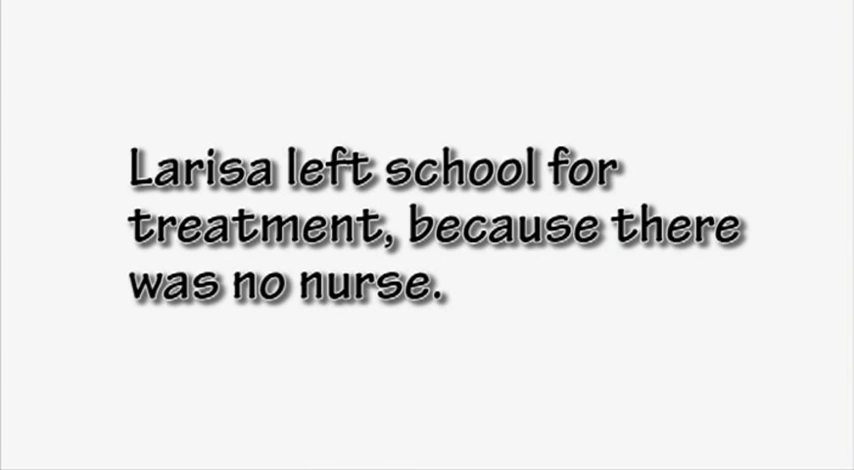 Larisa left school for
treatment, because there
was no nurse.